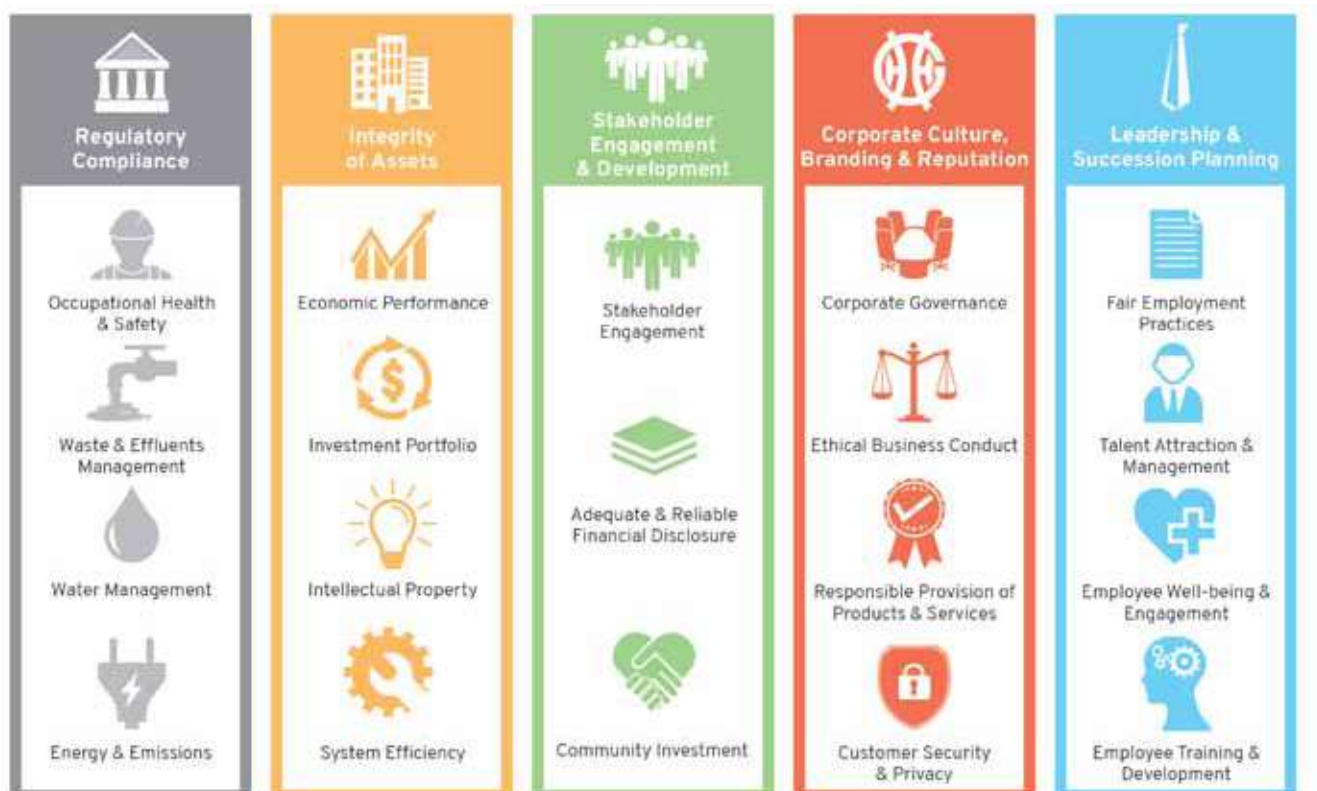 Regulatory
Compliance
Occupational Health
& Safety
Waste & Effluents
Management
Water Management
Energy & Emissions
Integrity
of Assets
Economic Performance
Investment Portfolio
Intellectual Property
System Efficiency
Stakeholder
Engagement
& Development
Stakeholder
Engagement
Adequate & Reliable
Financial Disclosure
Community Investment
Corporate Culture,
Branding & Reputation
Corporate Governance
Ethical Business Conduct
Responsible Provision of
Products & Services
Customer Security
& Privacy
Leadership &
Succession Planning
Fair Employment
Practices
Talent Attraction &
Management
Employee Well-being &
Engagement
Employee Training &
Development